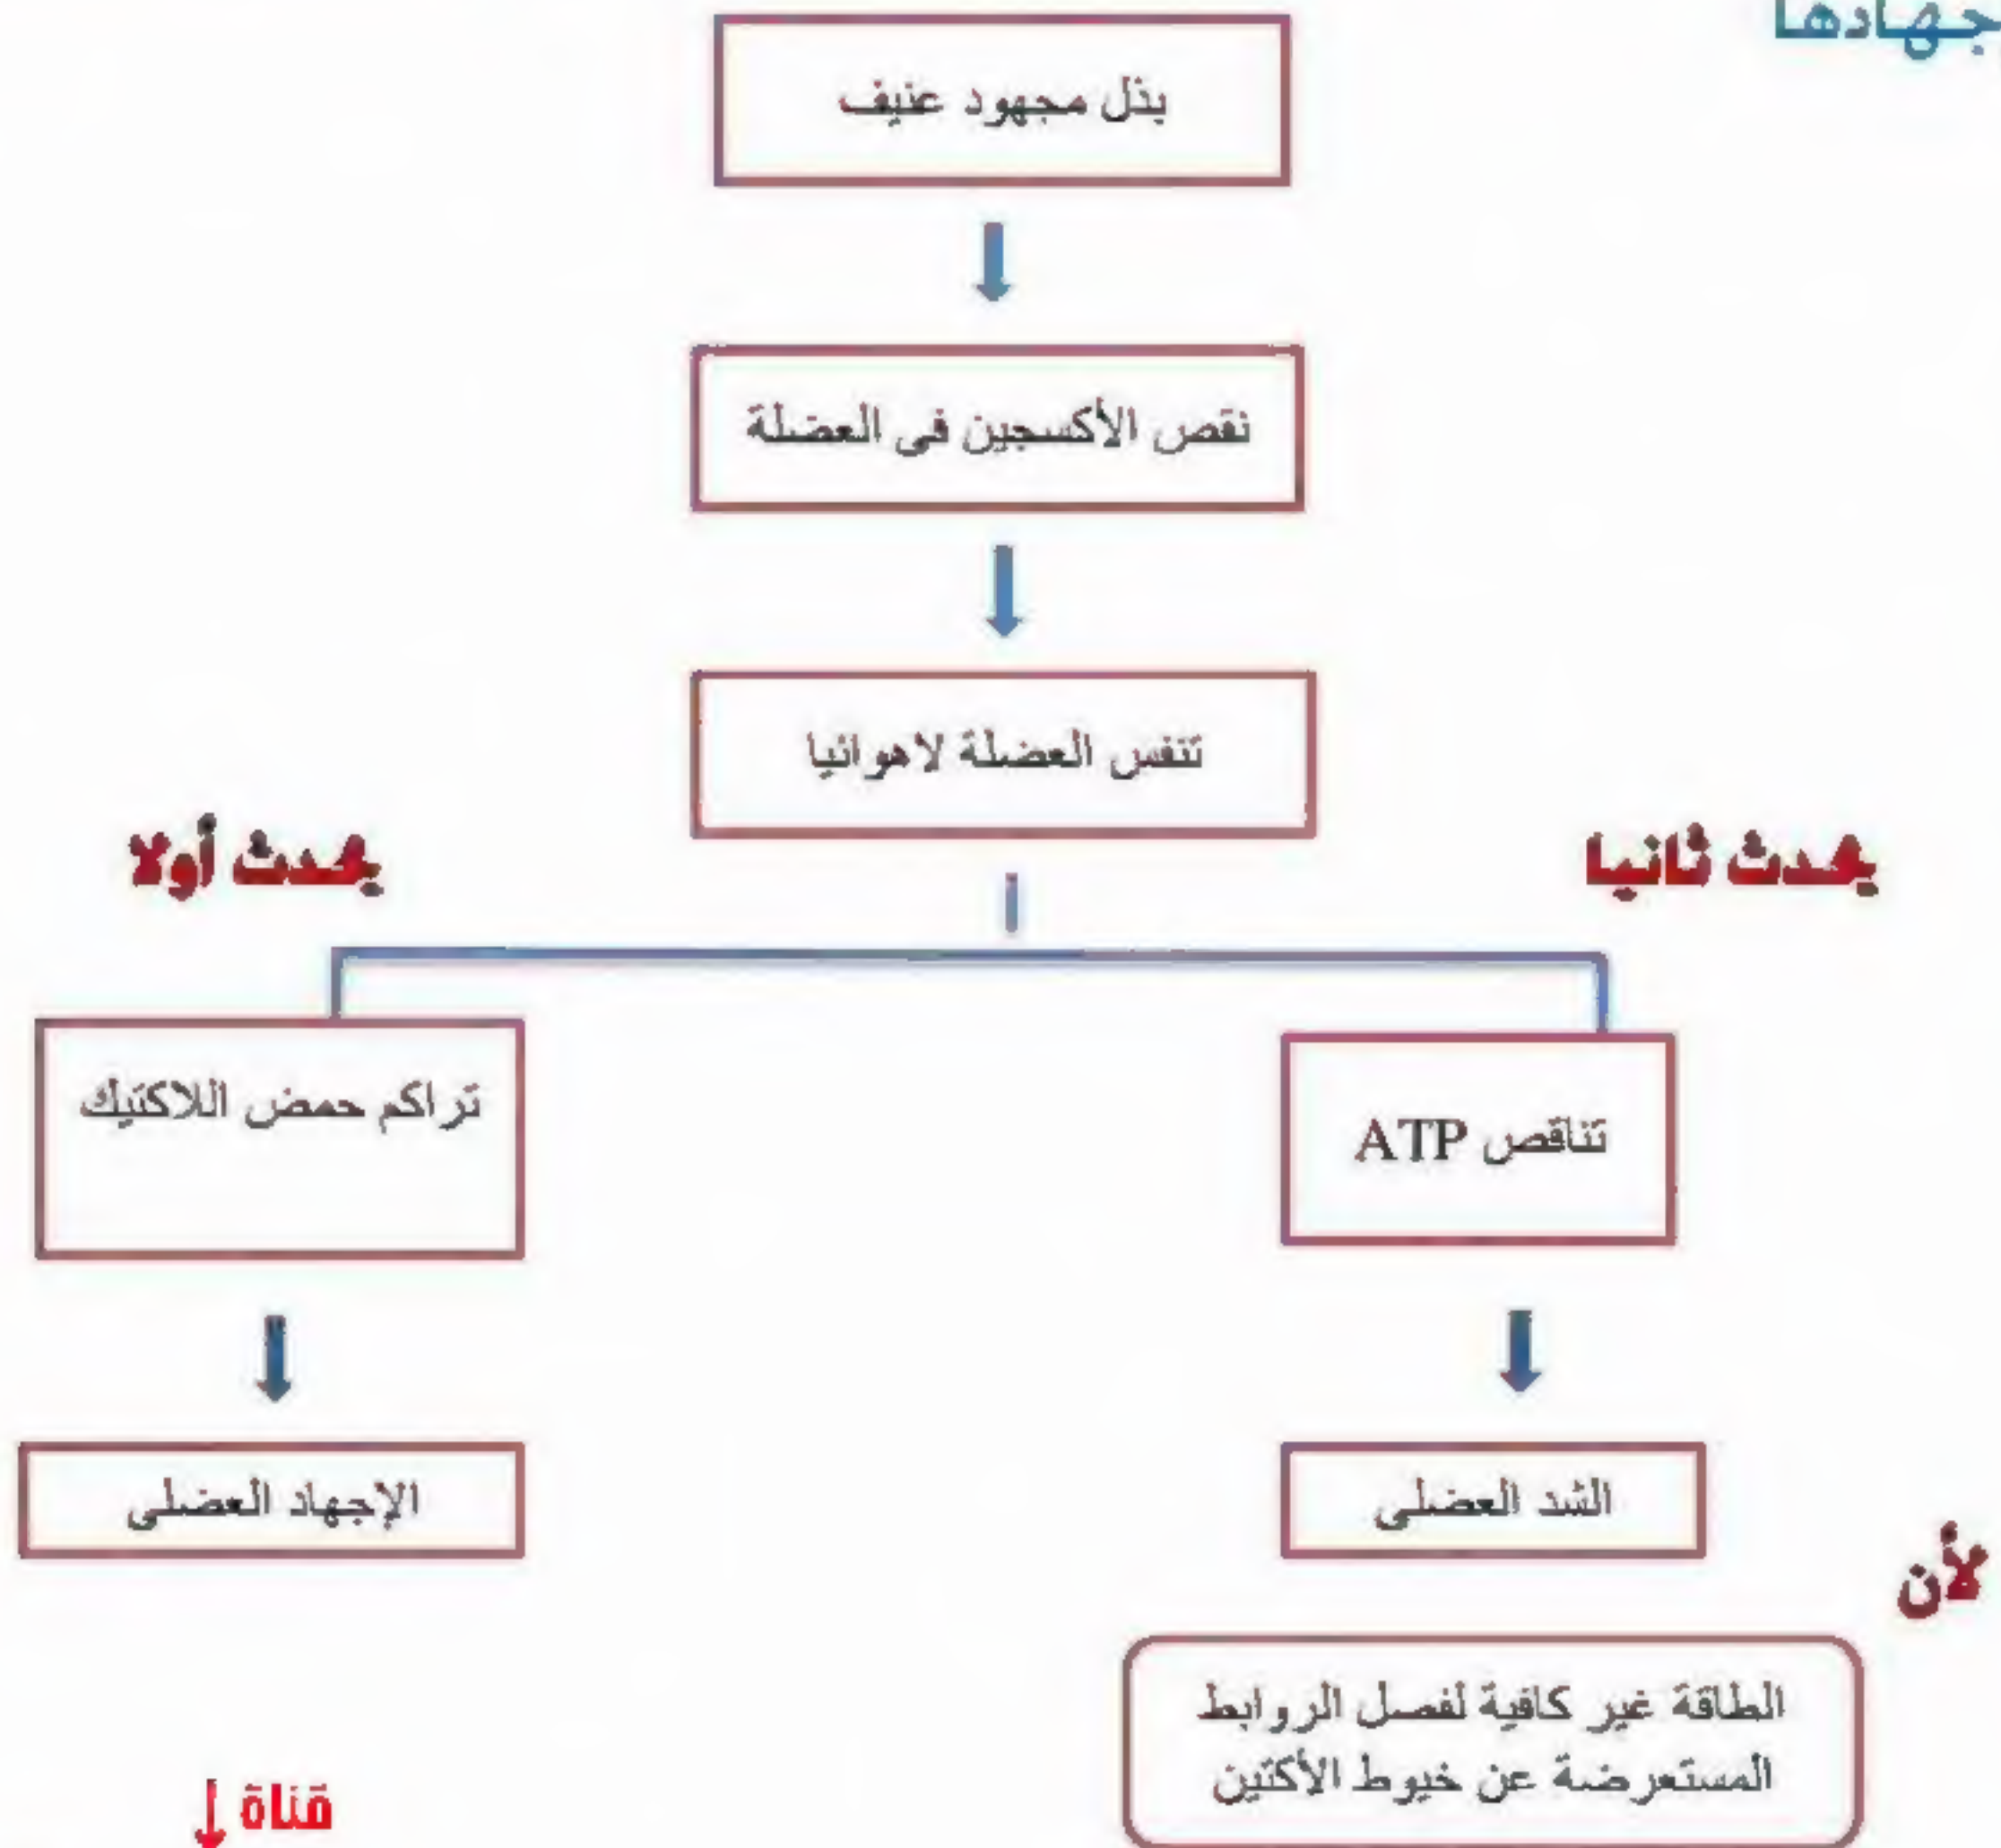 جهادها
بذل مجهود عنيف
نقص الأكسجين فى العضلة
تتنفس العضلة لاهوائيا
يحدث ثانيا
يحدث أولا
تناقص ATP
تراكم حمض اللاكتيك
الشد العضلى
الإجهاد العضلى
لأن
الطاقة غير كافية لفصل الروابط
المستعرضة عن خيوط الأكتين
قناة ↓